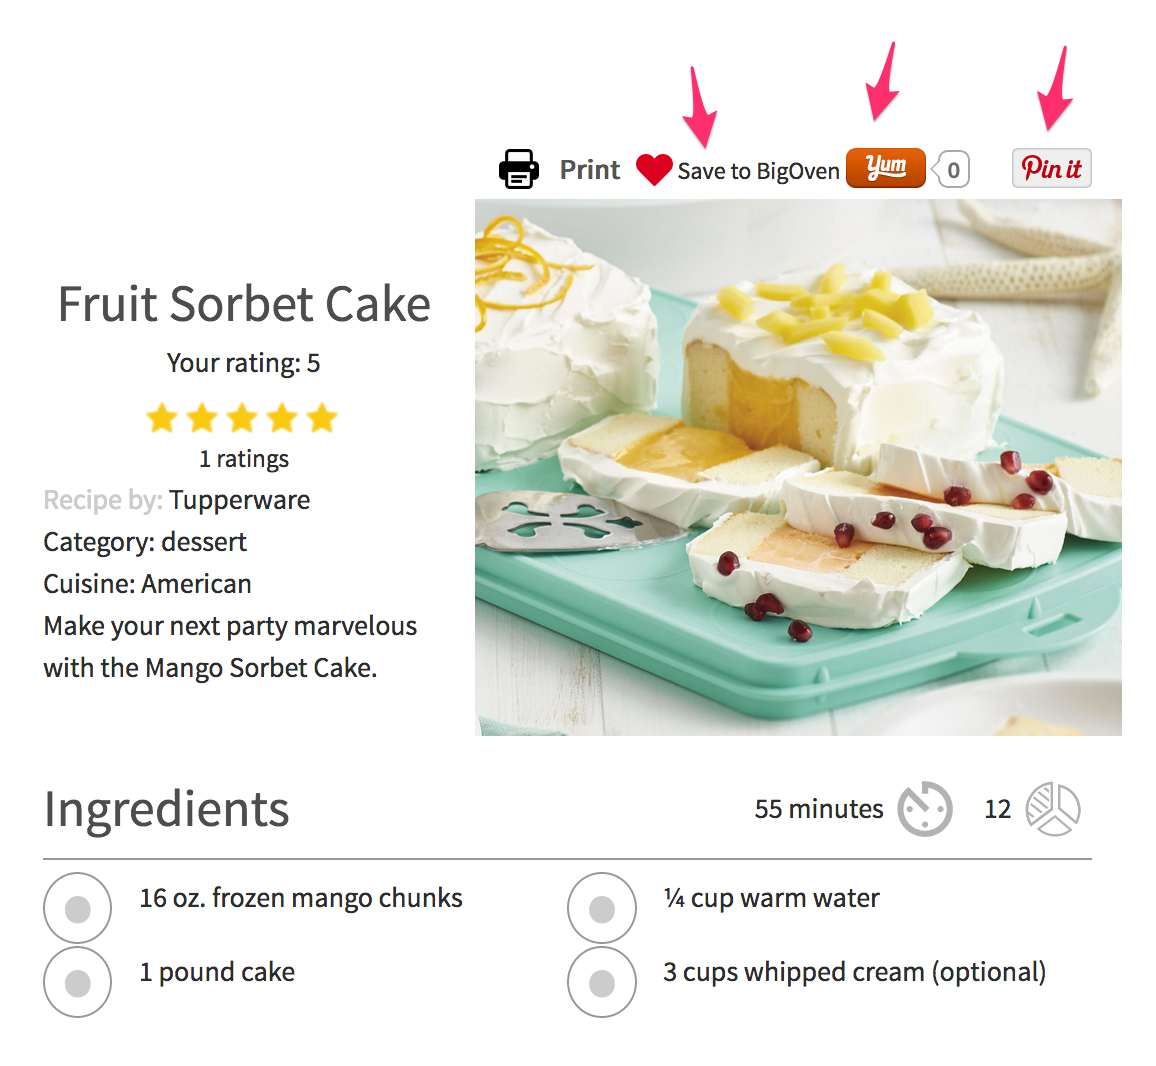 Print
Save to BigOven
Yum
0
Pin it
Fruit Sorbet Cake
Your rating: 5
1 ratings
Recipe by: Tupperware
Category: dessert
Cuisine: American
Make your next party marvelous
with the Mango Sorbet Cake.
Ingredients
55 minutes
12
16 oz. frozen mango chunks
¼ cup warm water
1 pound cake
3 cups whipped cream (optional)